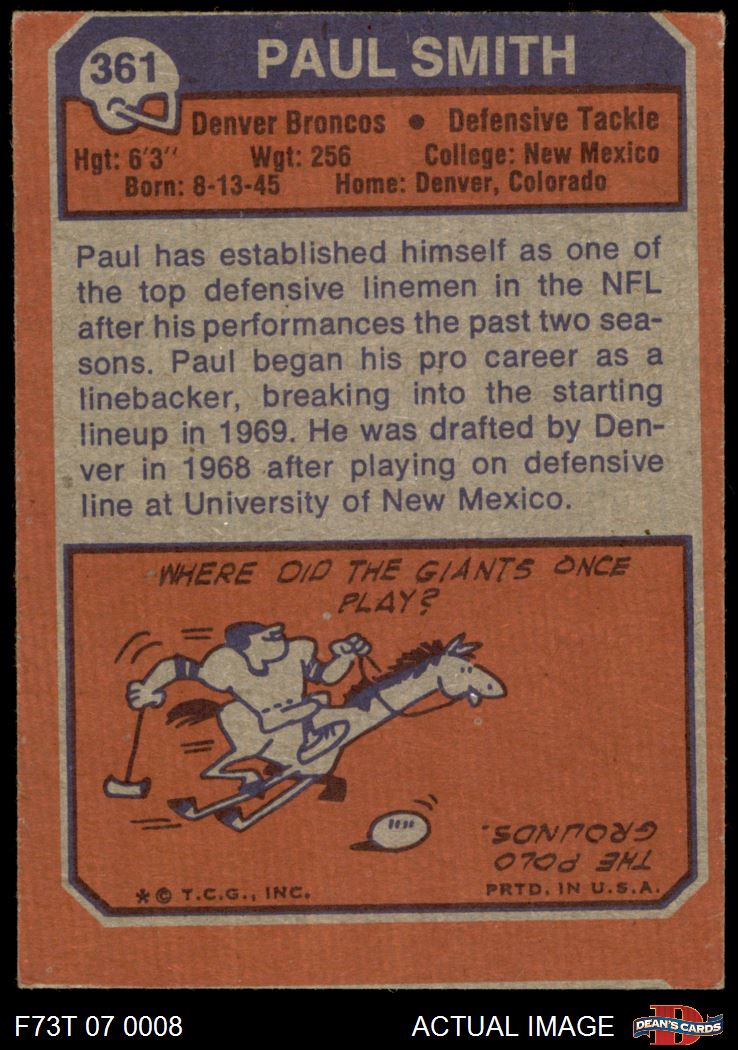 361
PAUL SMITH
Denver Broncos • Defensive Tackle
Hgt: 6'3'' Wgt: 256 College: New Mexico
Born: 8-13-45 Home: Denver, Colorado
Paul has established himself as one of
the top defensive linemen in the NFL
after his performances the past two sea-
sons. Paul began his pro career as a
linebacker, breaking into the starting
lineup in 1969. He was drafted by Den-
ver in 1968 after playing on defensive
line at University of New Mexico.
WHERE DID THE GIANTS ONCE
PLAY?
THE POLO
GROUNDS.
* © T.C.G., INC. PRTD. IN U.S.A.
F73T 07 0008 ACTUAL IMAGE
D
DEAN'S CARDS